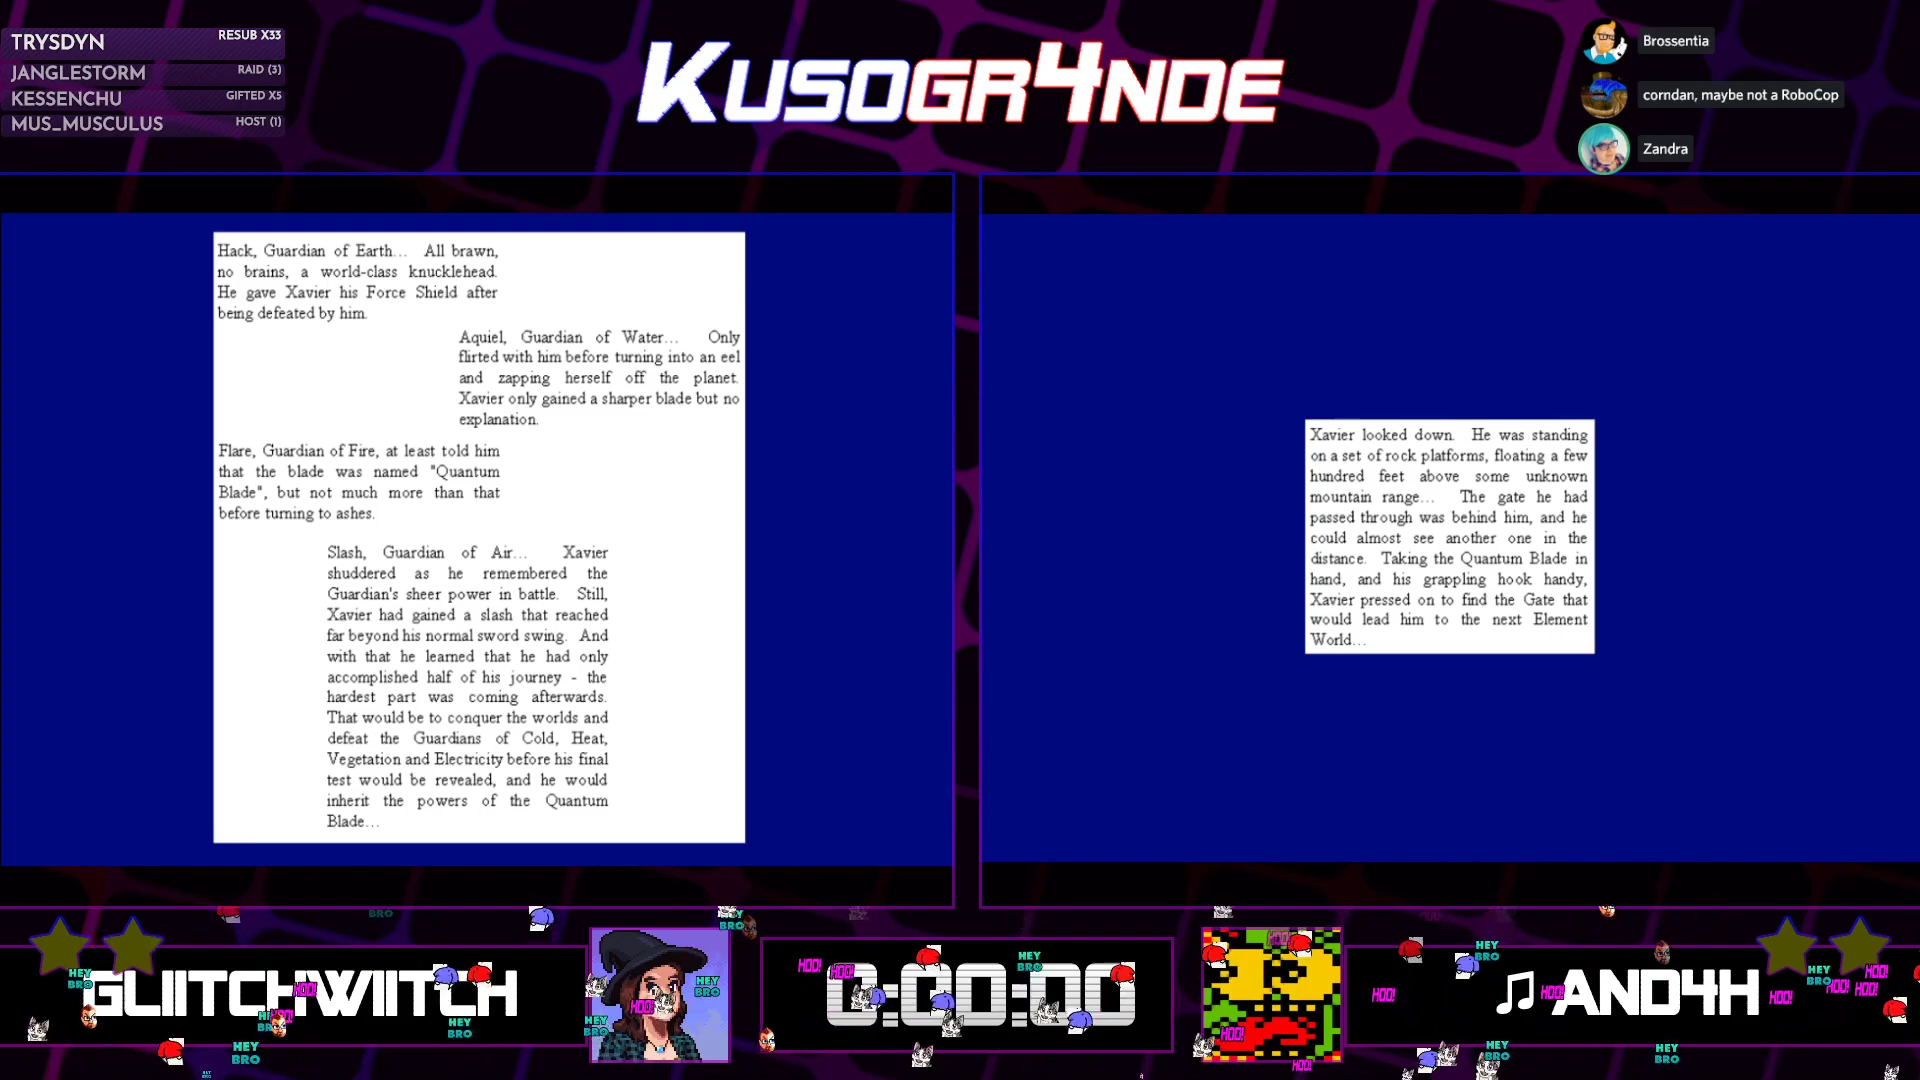 TRYSDYN RESUB X33
JANGLESTORM RAID (3)
KESSENCHU GIFTED X5
MUS_MUSCULUS HOST (1)
KUSOGR4NDE
Brossentia
corndan, maybe not a RoboCop
Zandra
Hack, Guardian of Earth... All brawn,
no brains, a world-class knucklehead.
He gave Xavier his Force Shield after
being defeated by him.
Aquiel, Guardian of Water... Only
flirted with him before turning into an eel
and zapping herself off the planet.
Xavier only gained a sharper blade but no
explanation.
Flare, Guardian of Fire, at least told him
that the blade was named "Quantum
Blade", but not much more than that
before turning to ashes.
Slash, Guardian of Air... Xavier
shuddered as he remembered the
Guardian's sheer power in battle. Still,
Xavier had gained a slash that reached
far beyond his normal sword swing. And
with that he learned that he had only
accomplished half of his journey - the
hardest part was coming afterwards.
That would be to conquer the worlds and
defeat the Guardians of Cold, Heat,
Vegetation and Electricity before his final
test would be revealed, and he would
inherit the powers of the Quantum
Blade...
Xavier looked down. He was standing
on a set of rock platforms, floating a few
hundred feet above some unknown
mountain range... The gate he had
passed through was behind him, and he
could almost see another one in the
distance. Taking the Quantum Blade in
hand, and his grappling hook handy,
Xavier pressed on to find the Gate that
would lead him to the next Element
World...
GLIITCHWIITCH
0:00:00
AND4H
HEY BRO
HOO!